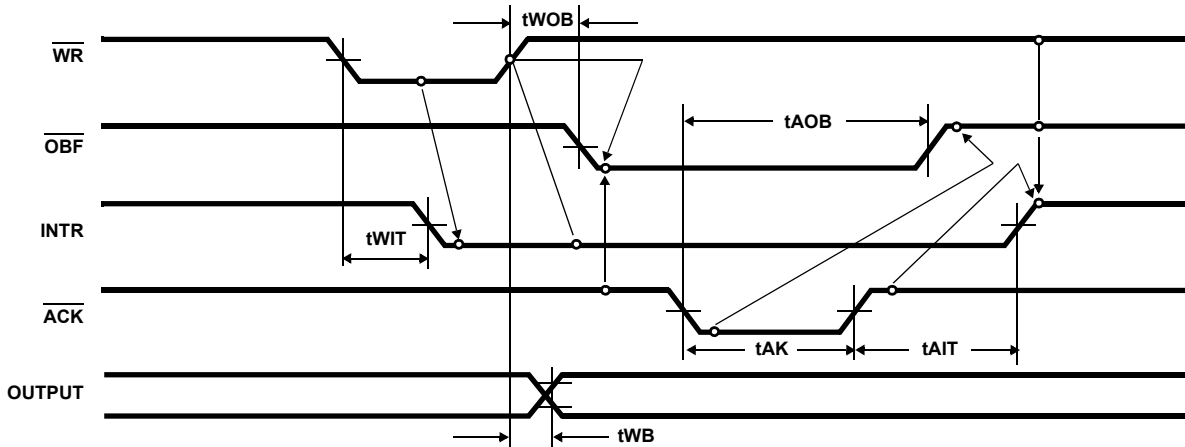 tWOB
WR
OBF
tAOB
INTR
tWIT
ACK
tAK
tAIT
OUTPUT
tWB